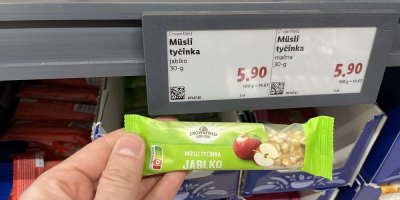 Crownfield
Müsli
tyčinka
jablko
30-g
5,90
Crownfield
Müsli
tyčinka
malina
30-g
5,90
CROWNFIELD
MÜSLI TYČINKA
JABLKO